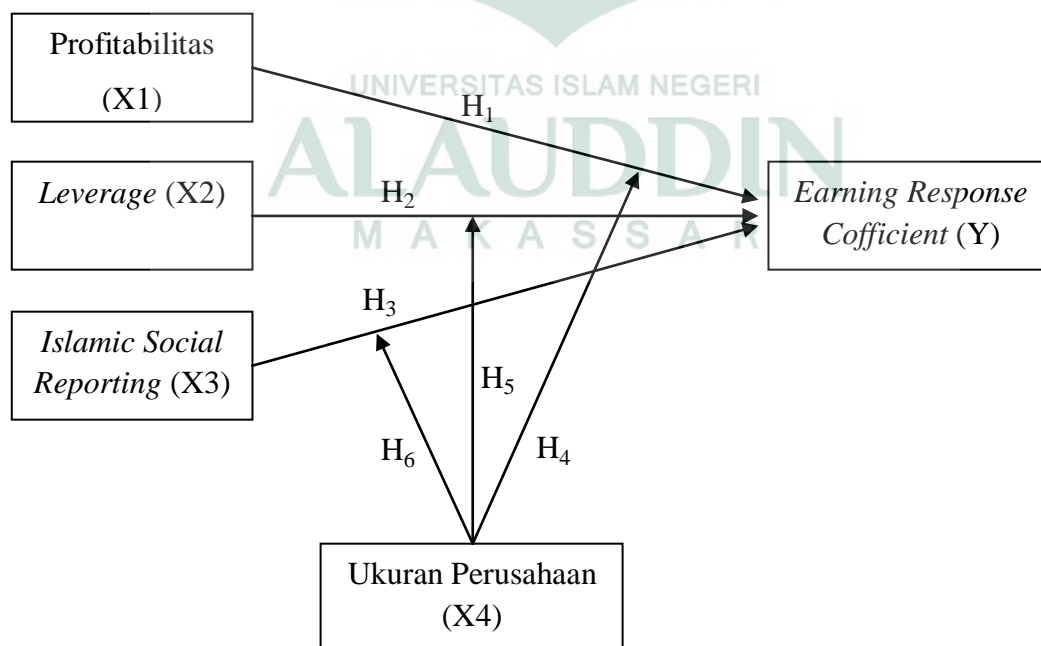 Profitabilitas
(X1)
UNIVERSITAS ISLAM NEGERI
H1
ALAUDDIN
Leverage (X2)
H2
Earning Response
Cofficient (Y)
MAKASSAR
H3
Islamic Social
Reporting (X3)
H5
H6
H4
Ukuran Perusahaan
(X4)